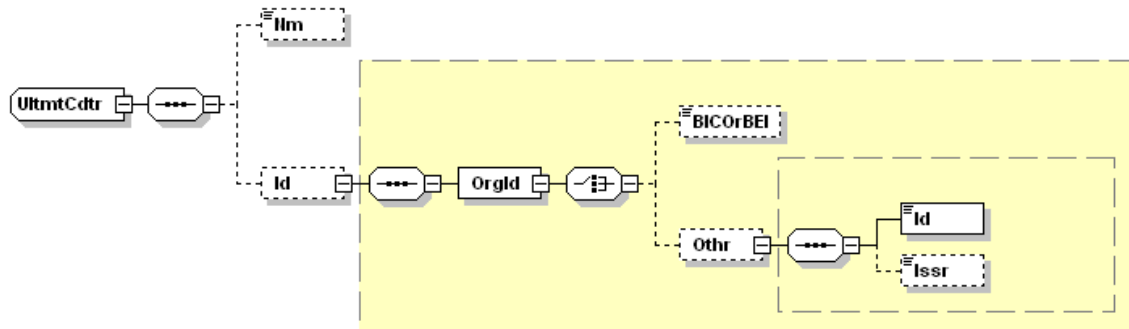 Nm
UltmtCdtr
BICOrBEI
Id
OrgId
Othr
Id
Issr